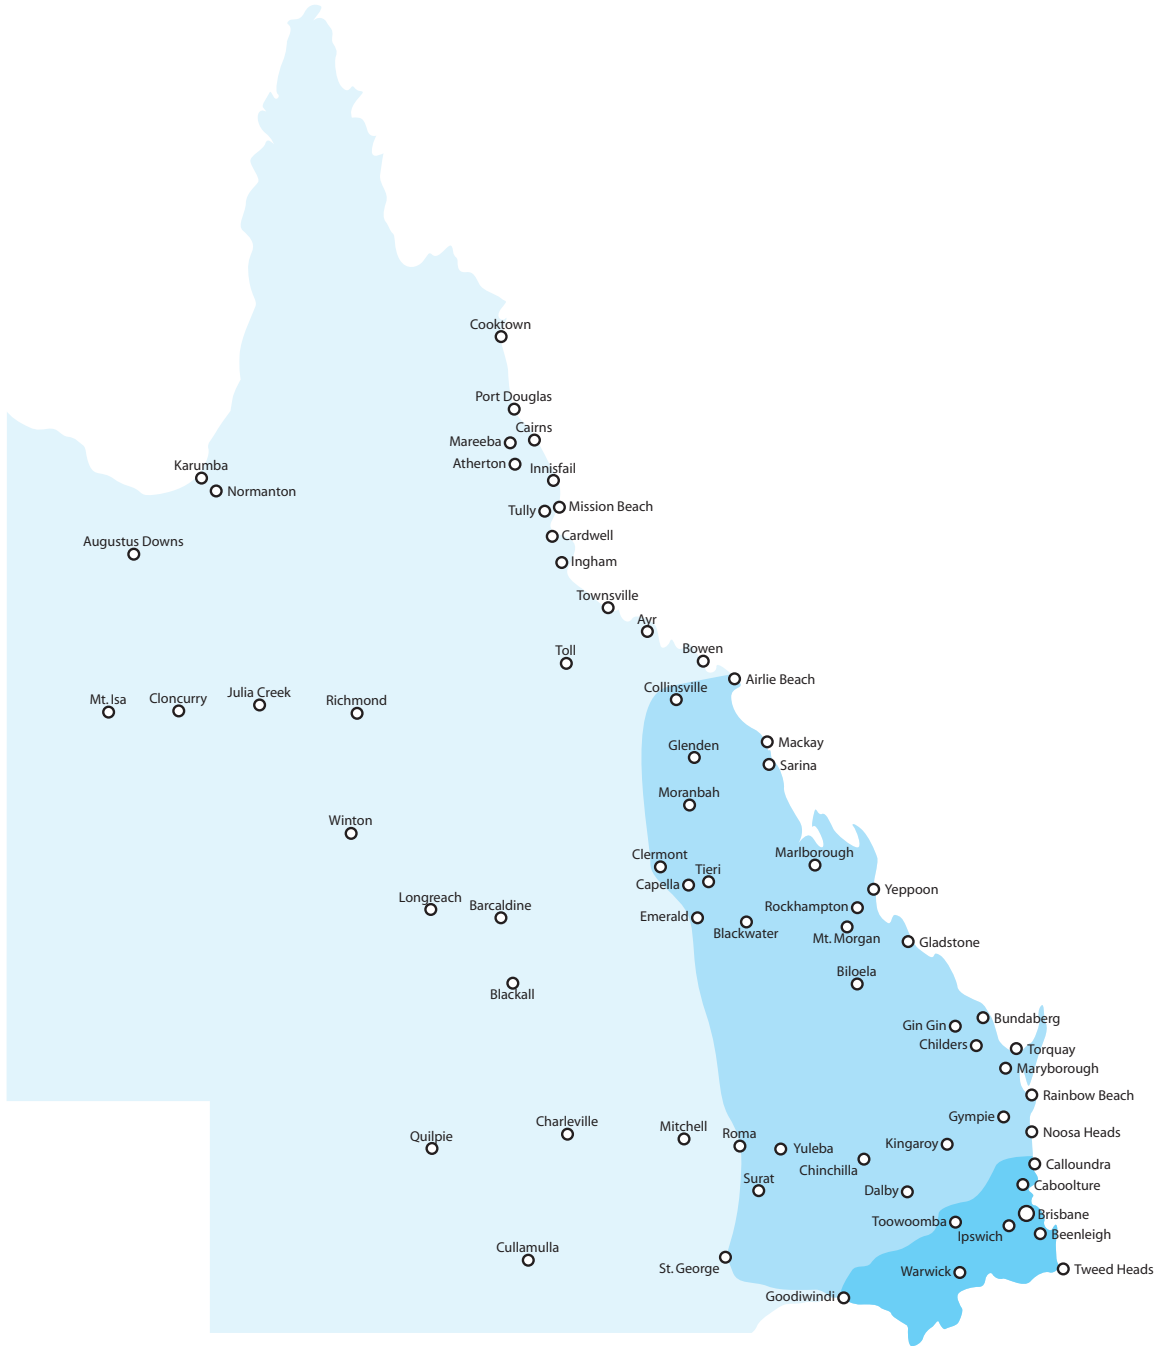 Cooktown
Port Douglas
Cairns
Mareeba
Atherton
Innisfail
Karumba
Normanton
Mission Beach
Tully
Cardwell
Augustus Downs
Ingham
Townsville
Ayr
Bowen
Toll
Airlie Beach
Collinsville
Julia Creek
Mt. Isa
Cloncurry
Richmond
Mackay
Glenden
Sarina
Moranbah
Winton
Marlborough
Clermont
Tieri
Capella
Yeppoon
Longreach
Barcaldine
Rockhampton
Emerald
Blackwater
Mt. Morgan
Gladstone
Biloela
Blackall
Bundaberg
Gin Gin
Childers
Torquay
Maryborough
Rainbow Beach
Gympie
Charleville
Mitchell
Roma
Noosa Heads
Quilpie
Kingaroy
Yuleba
Chinchilla
Calloundra
Surat
Caboolture
Dalby
Brisbane
Toowoomba
Ipswich
Beenleigh
Cullamulla
St. George
Tweed Heads
Warwick
Goodiwindi